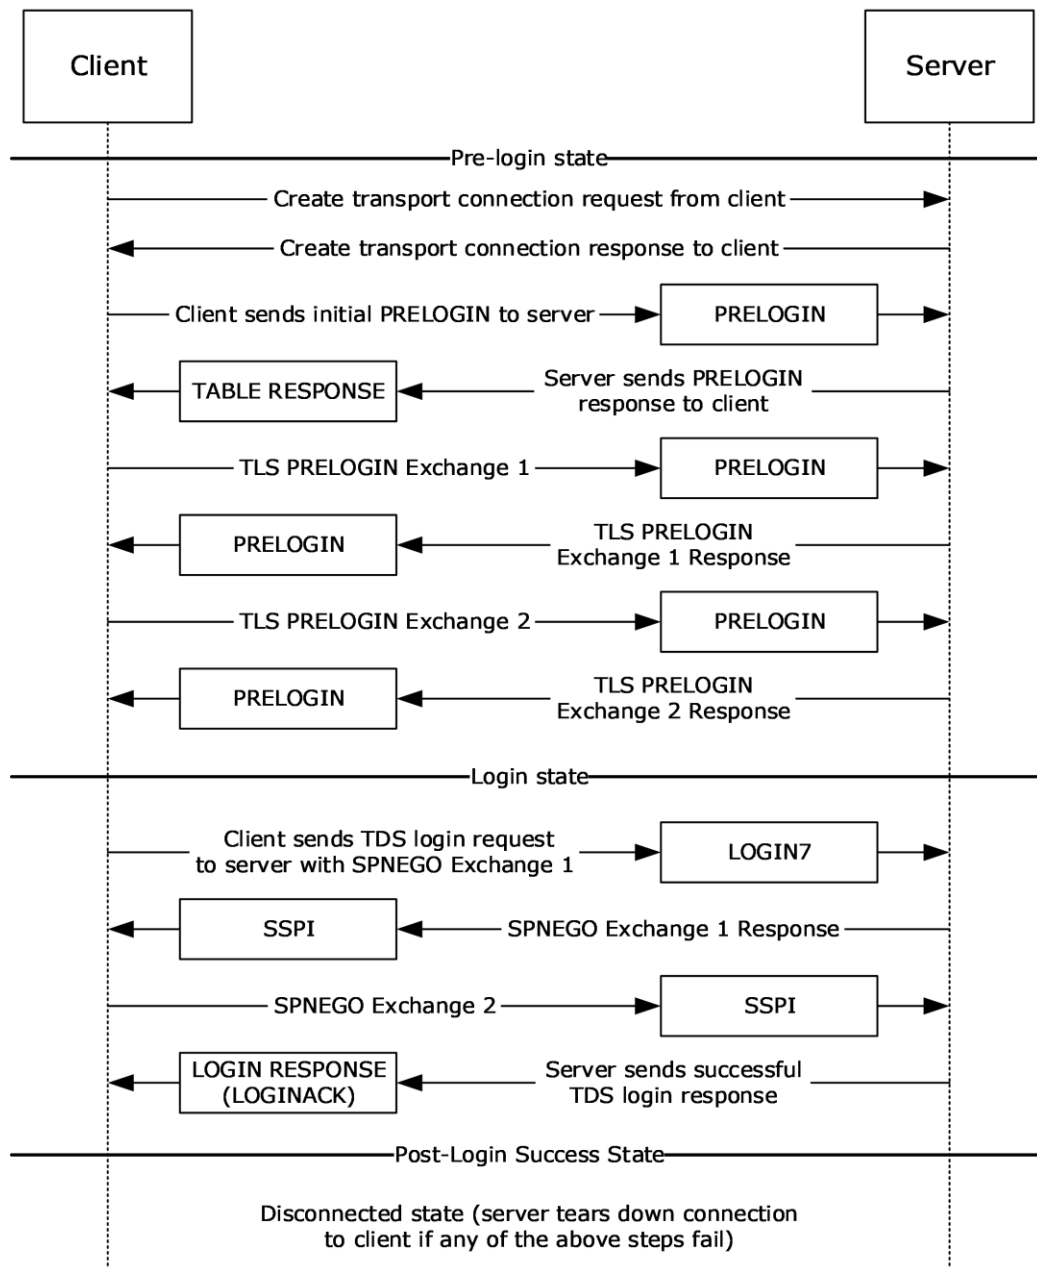 Client
Server
Pre-login state
Create transport connection request from client
Create transport connection response to client
Client sends initial PRELOGIN to server
PRELOGIN
TABLE RESPONSE
Server sends PRELOGIN
response to client
TLS PRELOGIN Exchange 1
PRELOGIN
PRELOGIN
TLS PRELOGIN
Exchange 1 Response
TLS PRELOGIN Exchange 2
PRELOGIN
PRELOGIN
TLS PRELOGIN
Exchange 2 Response
Login state
Client sends TDS login request
to server with SPNEGO Exchange 1
LOGIN7
SSPI
SPNEGO Exchange 1 Response
SPNEGO Exchange 2
SSPI
LOGIN RESPONSE
(LOGINACK)
Server sends successful
TDS login response
Post-Login Success State
Disconnected state (server tears down connection
to client if any of the above steps fail)